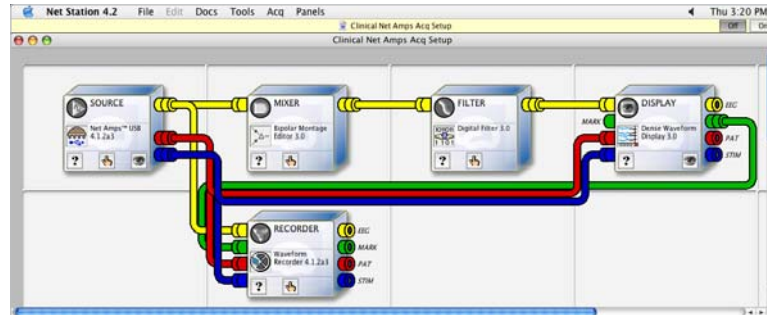 Net Station 4.2 File Edit Docs Tools Acq Panels Thu 3:20 PM
Clinical Net Amps Acq Setup Off
Clinical Net Amps Acq Setup
SOURCE
Net Amps™ USB
4.1.2a3
?
MIXER
Bipolar Montage
Editor 3.0
?
FILTER
Digital Filter 3.0
?
DISPLAY
Dense Waveform
Display 3.0
?
MARK
EEG
PAT
STIM
RECORDER
Waveform
Recorder 4.1.2a3
?
EEG
MARK
PAT
STIM